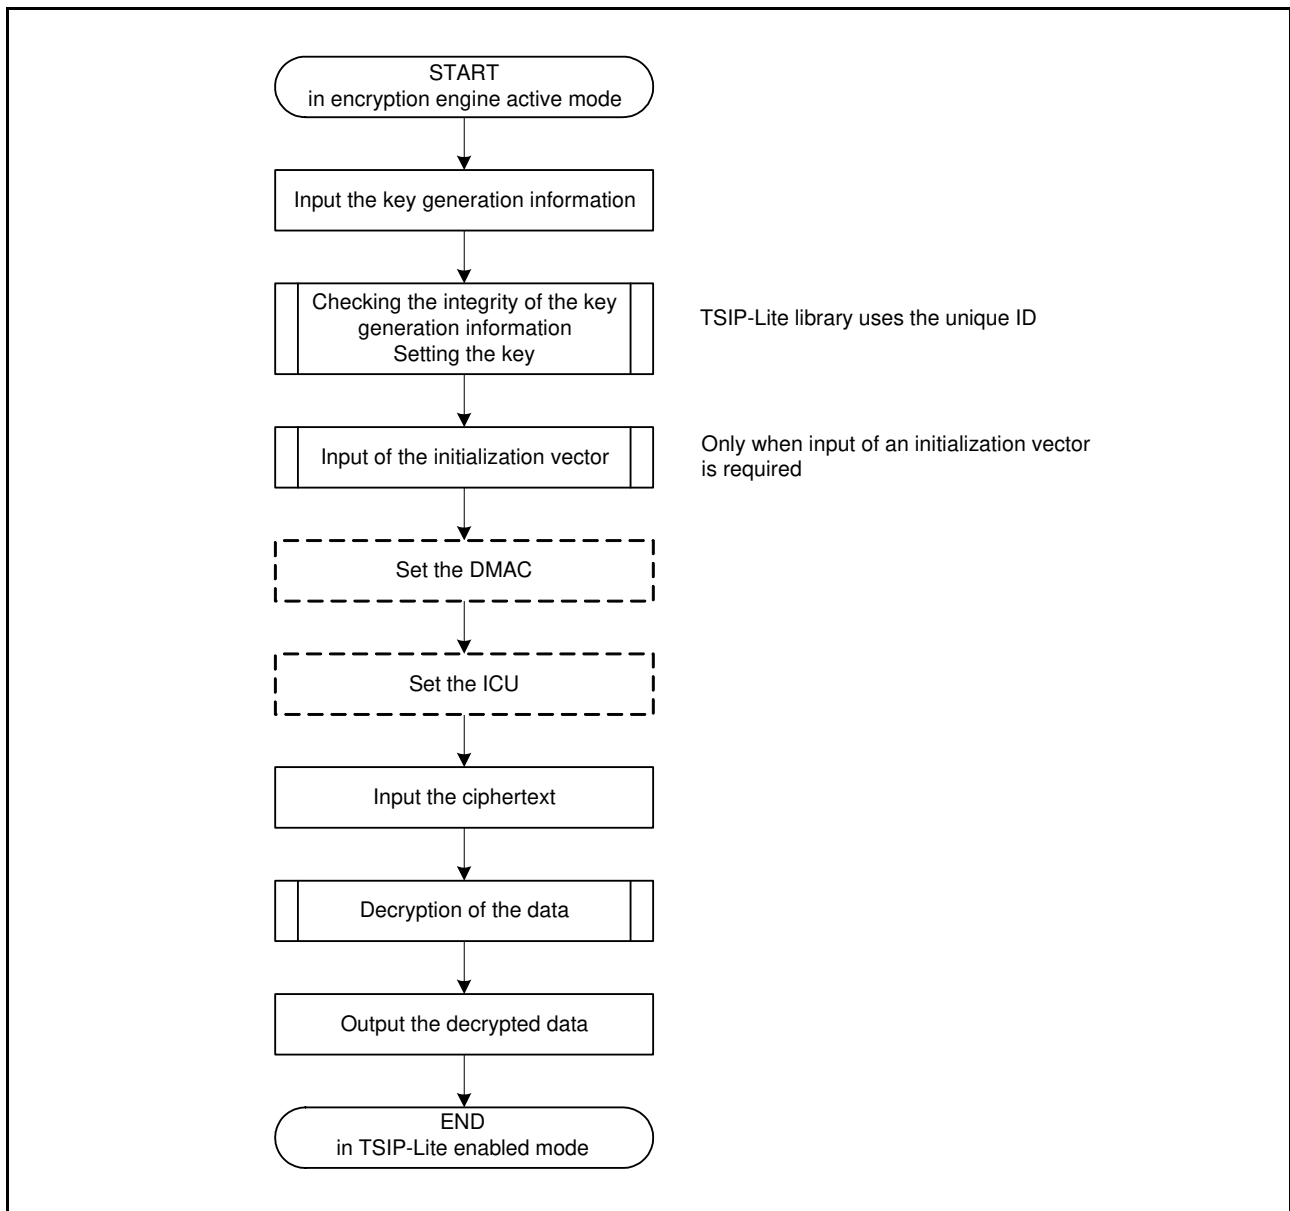 START
in encryption engine active mode
Input the key generation information
Checking the integrity of the key
generation information
Setting the key
TSIP-Lite library uses the unique ID
Input of the initialization vector
Only when input of an initialization vector
is required
Set the DMAC
Set the ICU
Input the ciphertext
Decryption of the data
Output the decrypted data
END
in TSIP-Lite enabled mode